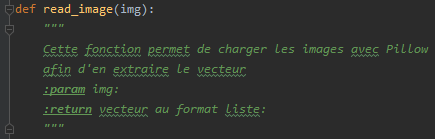 def read_image(img):
"""
Cette fonction permet de charger les images avec Pillow
afin d'en extraire le vecteur
:param img:
:return vecteur au format liste:
"""